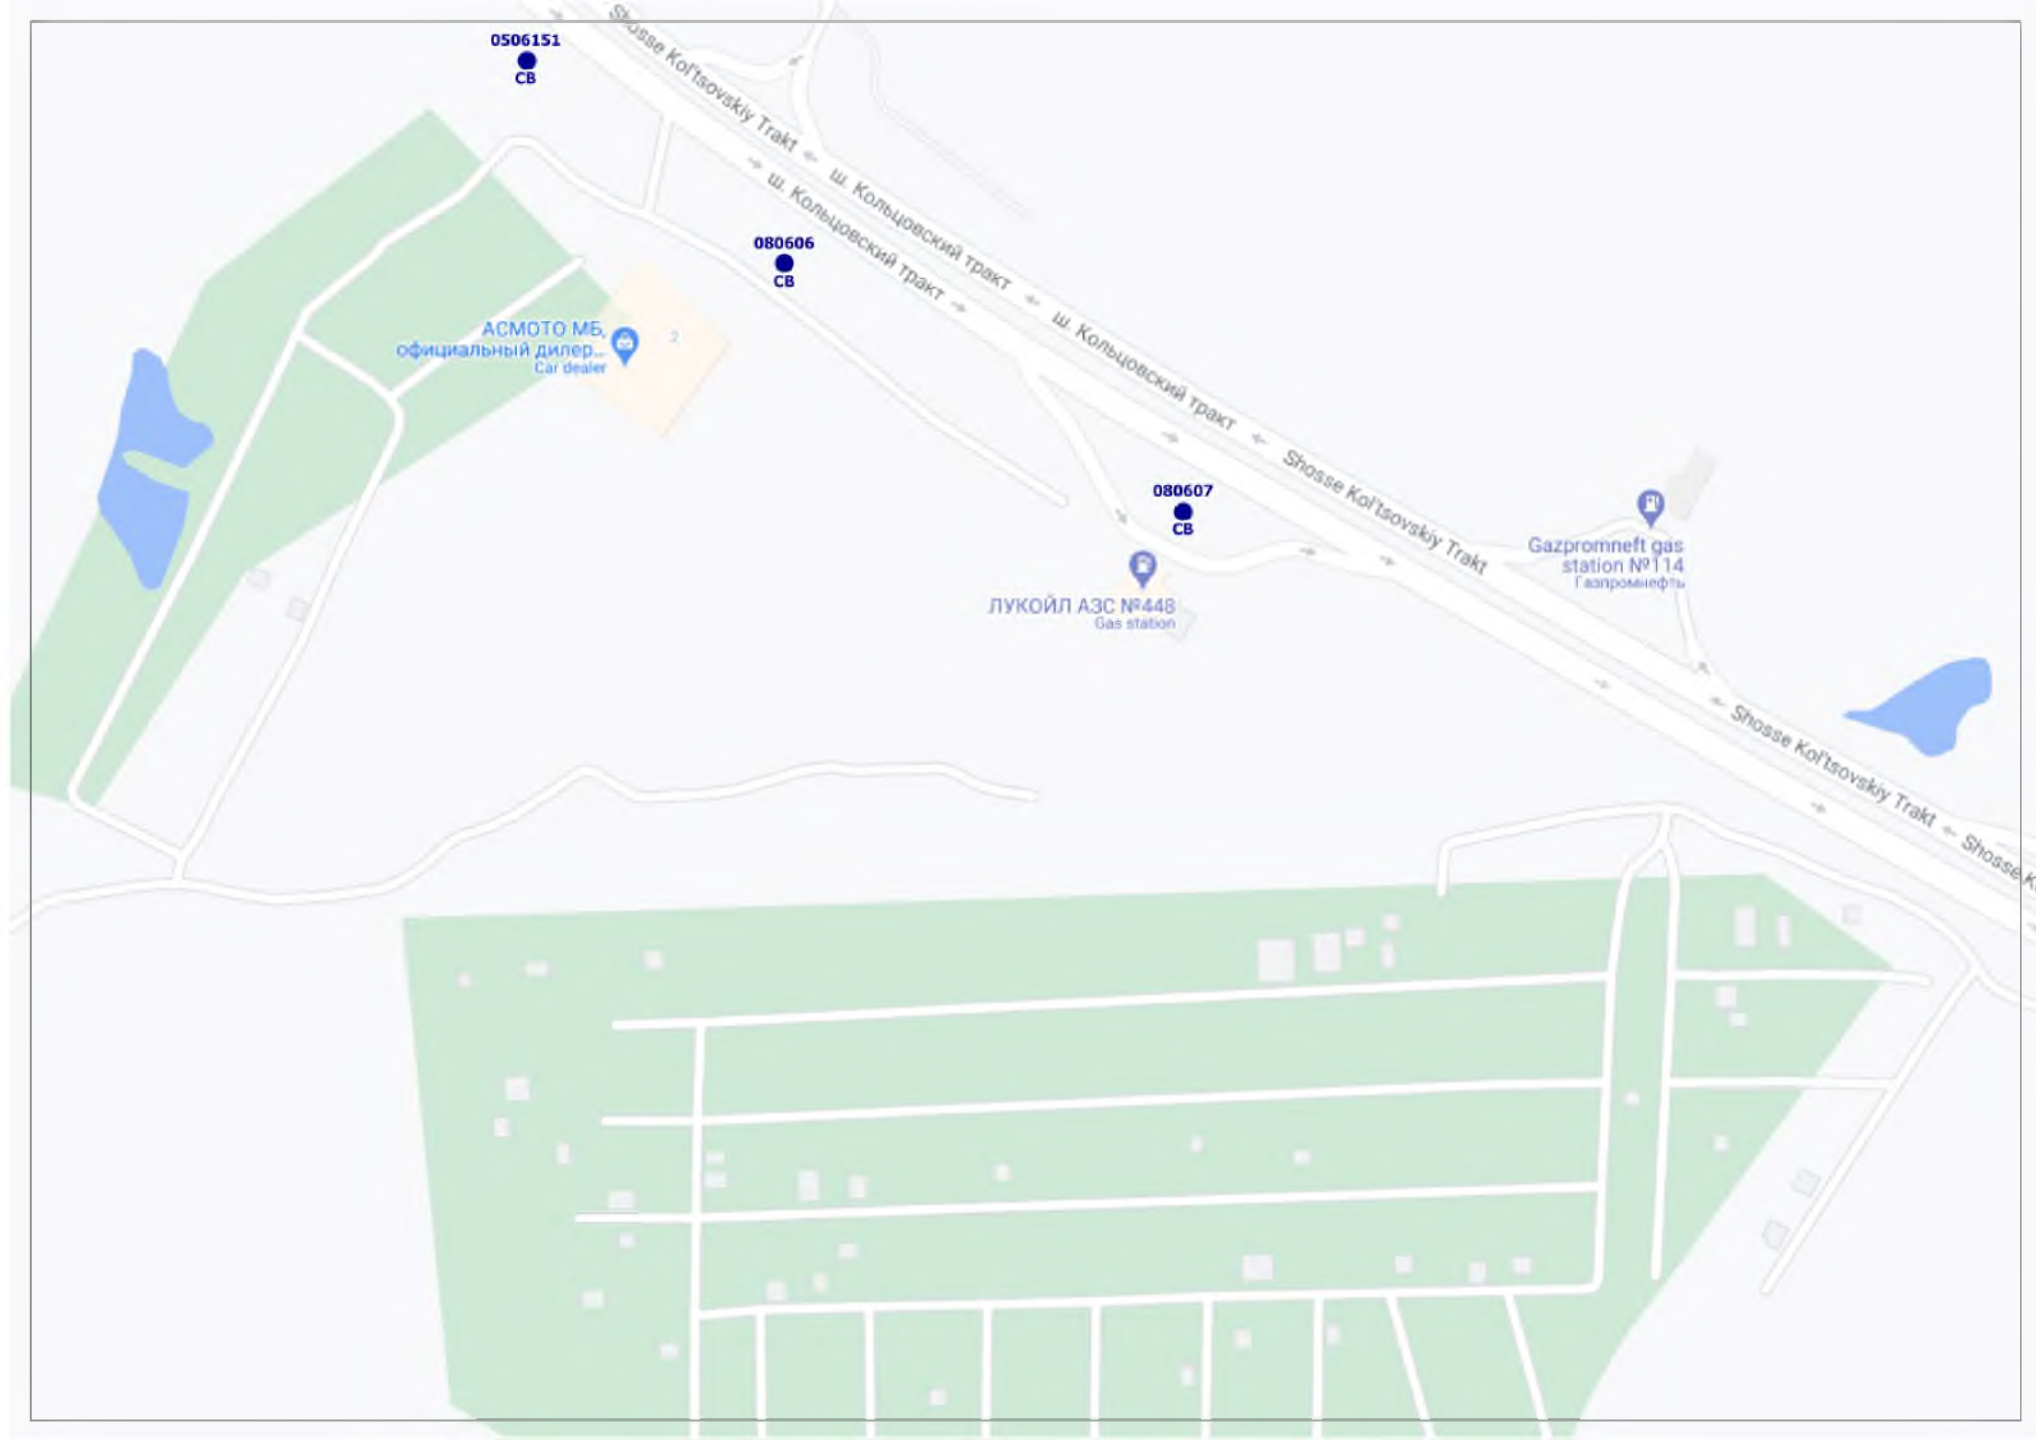 0506151
СВ
Shosse Kol'tsovskiy Trakt
ш. Кольцовский тракт
ш. Кольцовский тракт
080606
СВ
АСМОТО МБ,
официальный дилер...
Car dealer
2
ш. Кольцовский тракт
Shosse Kol'tsovskiy Trakt
080607
СВ
Gazpromneft gas
station №114
Газпромнефть
ЛУКОЙЛ АЗС №448
Gas station
Shosse Kol'tsovskiy Trakt
Shosse K